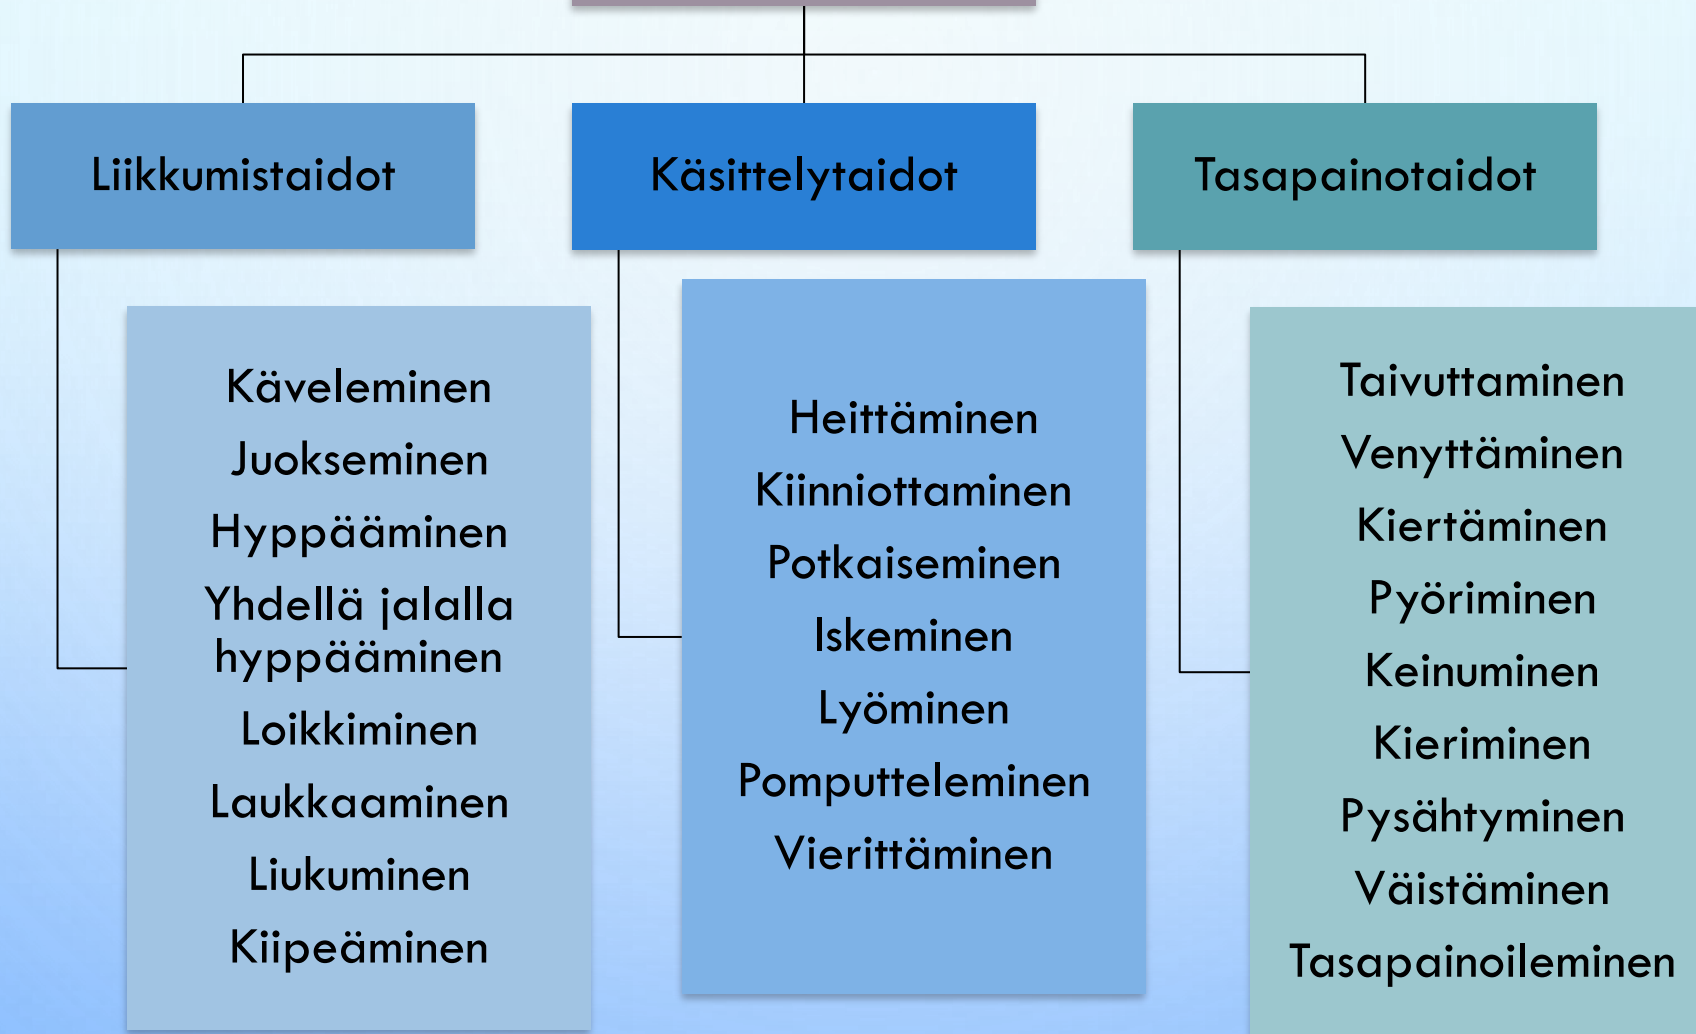 Liikkumistaidot
Käveleminen
Juokseminen
Hyppääminen
Yhdellä jalalla
hyppääminen
Loikkiminen
Laukkaaminen
Liukuminen
Kiipeäminen
Käsittelytaidot
Heittäminen
Kiinniottaminen
Potkaiseminen
Iskeminen
Lyöminen
Pomputteleminen
Vierittäminen
Tasapainotaidot
Taivuttaminen
Venyttäminen
Kiertäminen
Pyöriminen
Keinuminen
Kieriminen
Pysähtyminen
Väistäminen
Tasapainoileminen